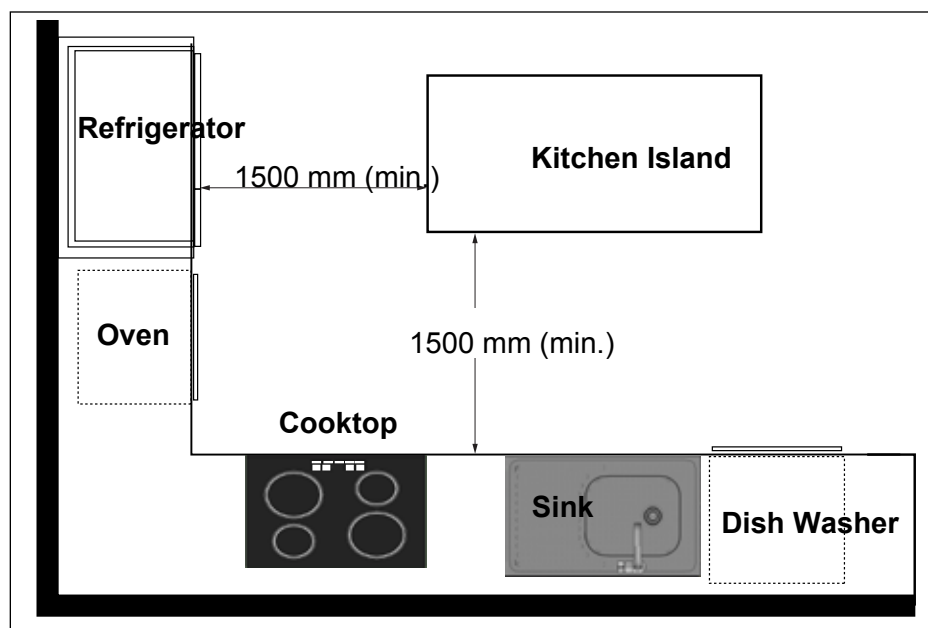 Refrigerator
Kitchen Island
1500 mm (min.)
Oven
1500 mm (min.)
Cooktop
Sink
Dish Washer